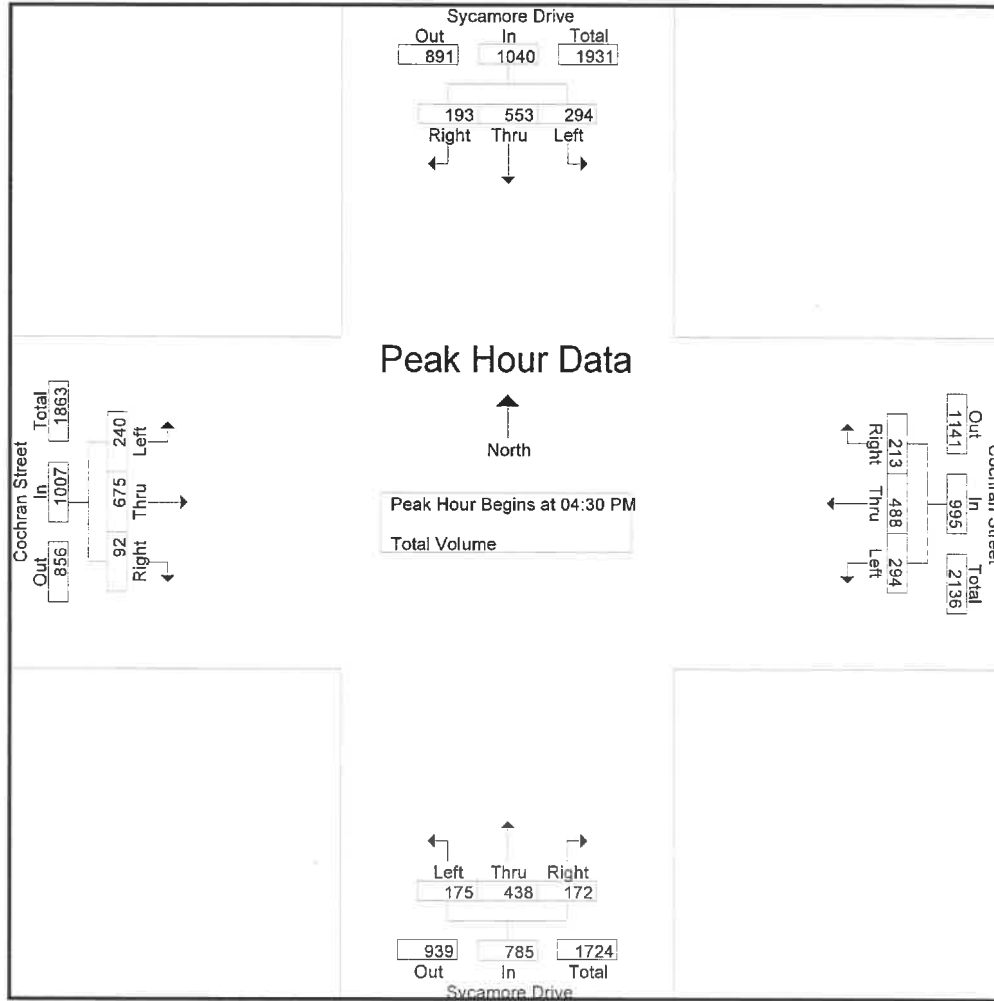 Sycamore Drive
Out In Total
891 1040 1931
193 553 294
Right Thru Left
Peak Hour Data
North
Peak Hour Begins at 04:30 PM
Total Volume
Cochran Street
Total In Out
1863 1007 856
240 675 92
Left Thru Right
Cochran Street
Out In Total
1141 995 2136
213 488 294
Right Thru Left
Left Thru Right
175 438 172
939 785 1724
Out In Total
Sycamore Drive